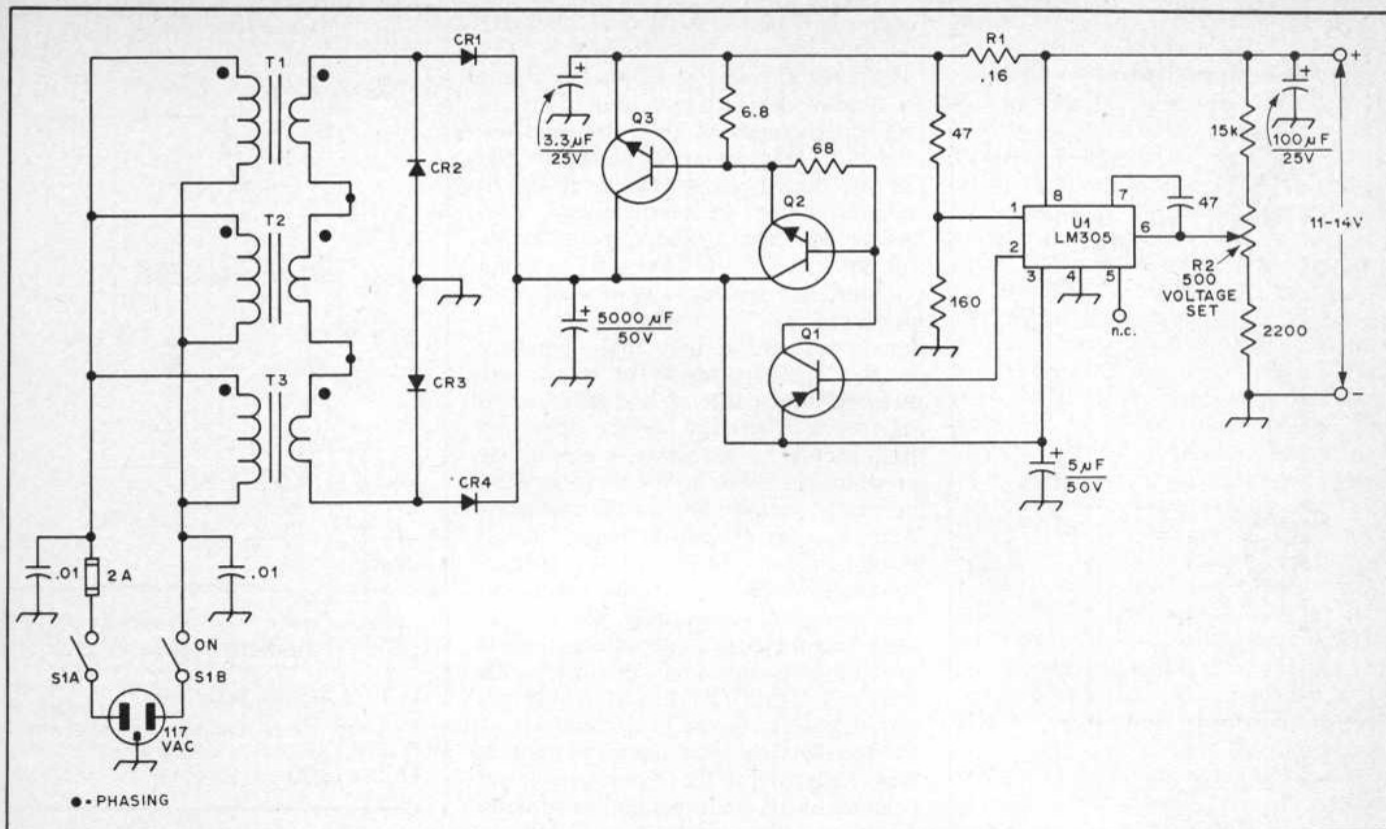 T1
CR1
R1
.16
+
+
+
Q3
6.8
47
15k
100µF
25V
3.3µF
25V
68
CR2
Q2
8
7
47
T2
1
U1
LM305
6
11-14V
2
3
4
5
R2
500
VOLTAGE
SET
n.c.
+
5000µF
50V
160
2200
Q1
CR3
T3
-
CR4
+
5µF
50V
.01
2A
.01
ON
S1A
S1B
117
VAC
●- PHASING